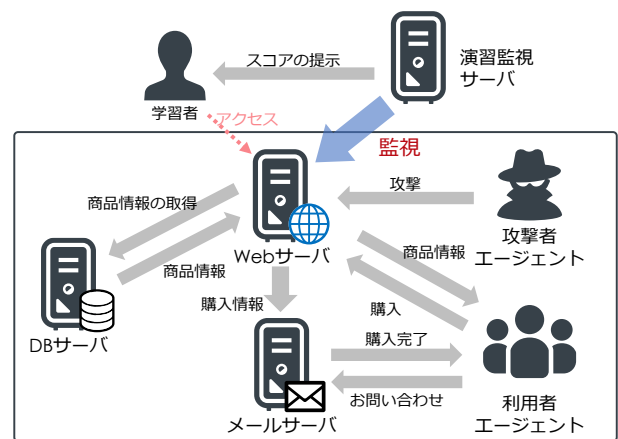 スコアの提示
演習監視
サーバ
学習者
アクセス
監視
攻撃
商品情報の取得
攻撃者
エージェント
Webサーバ
商品情報
商品情報
購入情報
購入
DBサーバ
購入完了
お問い合わせ
メールサーバ
利用者
エージェント